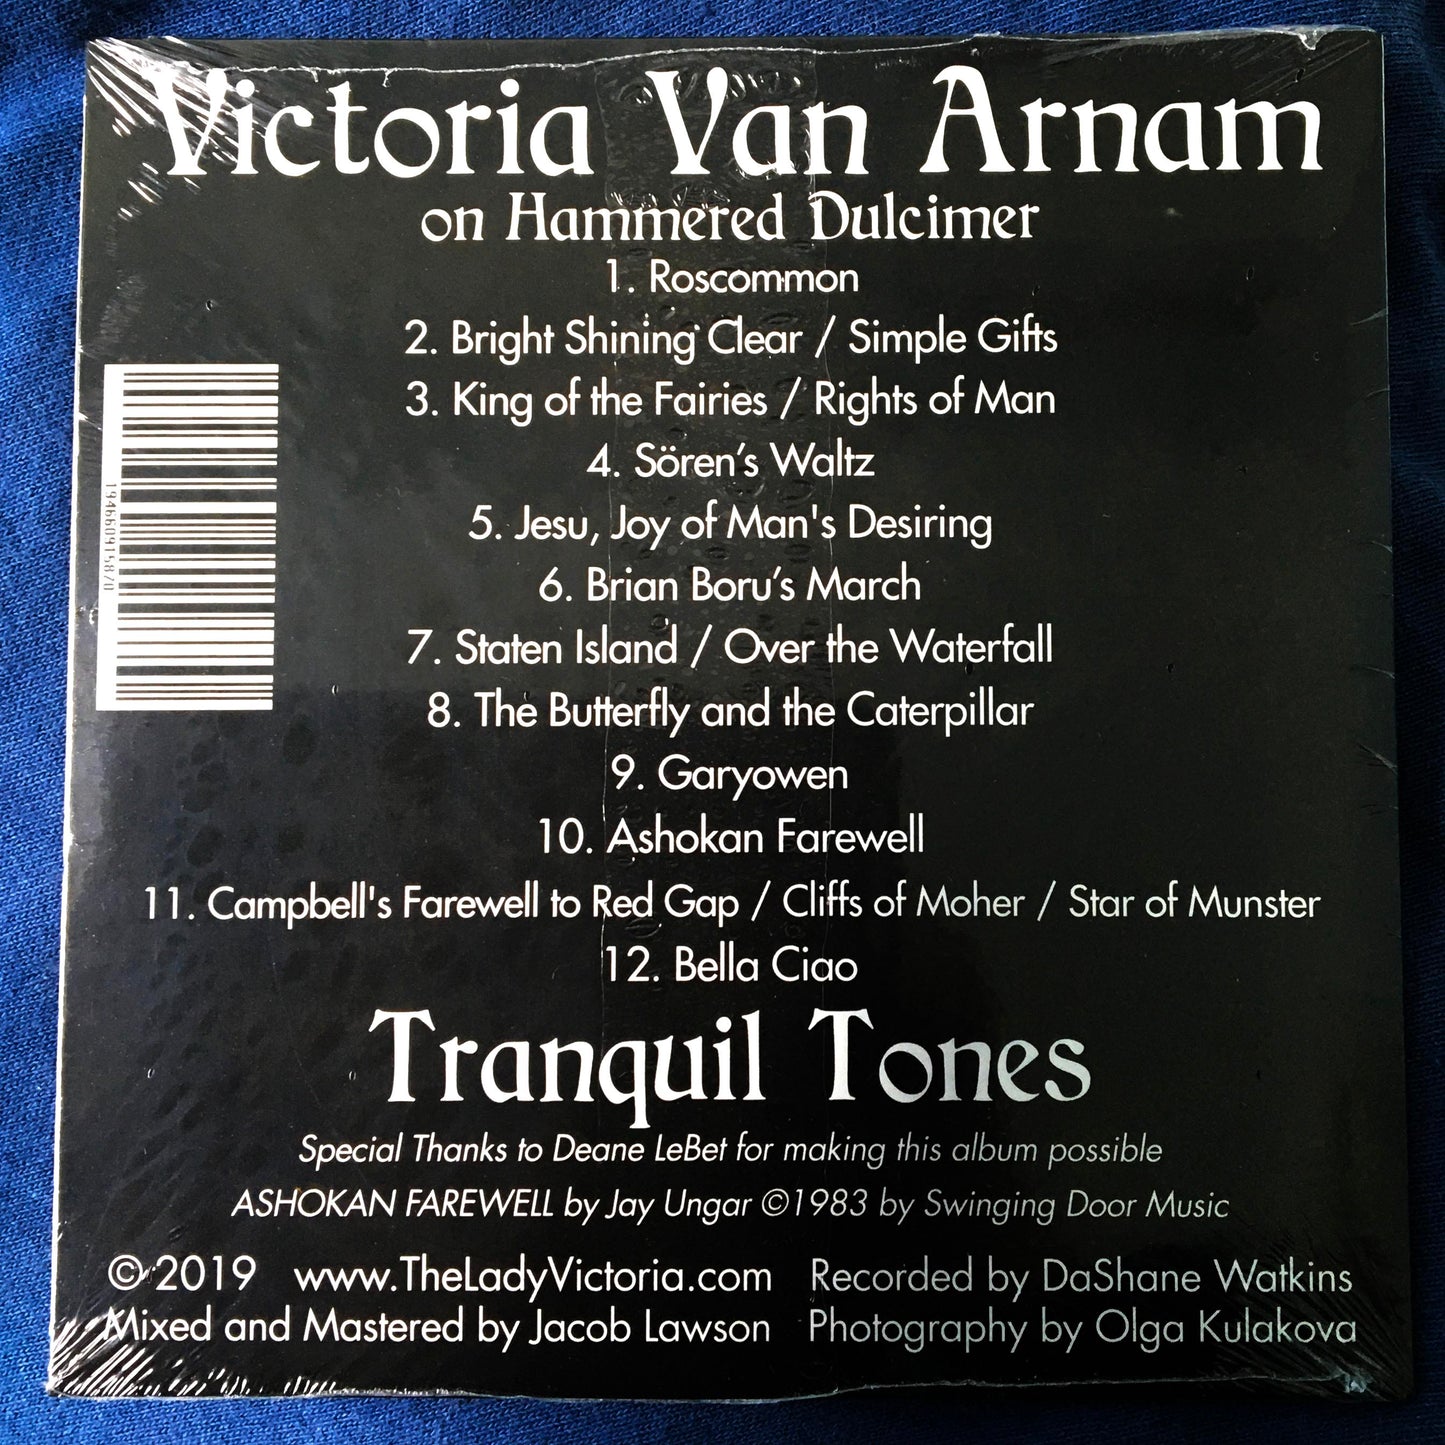 Victoria Van Arnam
on Hammered Dulcimer
1. Roscommon
2. Bright Shining Clear / Simple Gifts
3. King of the Fairies / Rights of Man
4. Sören’s Waltz
5. Jesu, Joy of Man's Desiring
6. Brian Boru’s March
7. Staten Island / Over the Waterfall
8. The Butterfly and the Caterpillar
9. Garyowen
10. Ashokan Farewell
11. Campbell's Farewell to Red Gap / Cliffs of Moher / Star of Munster
12. Bella Ciao
194660915870
Tranquil Tones
Special Thanks to Deane LeBet for making this album possible
ASHOKAN FAREWELL by Jay Ungar ©1983 by Swinging Door Music
© 2019 www.TheLadyVictoria.com Recorded by DaShane Watkins
Mixed and Mastered by Jacob Lawson Photography by Olga Kulakova